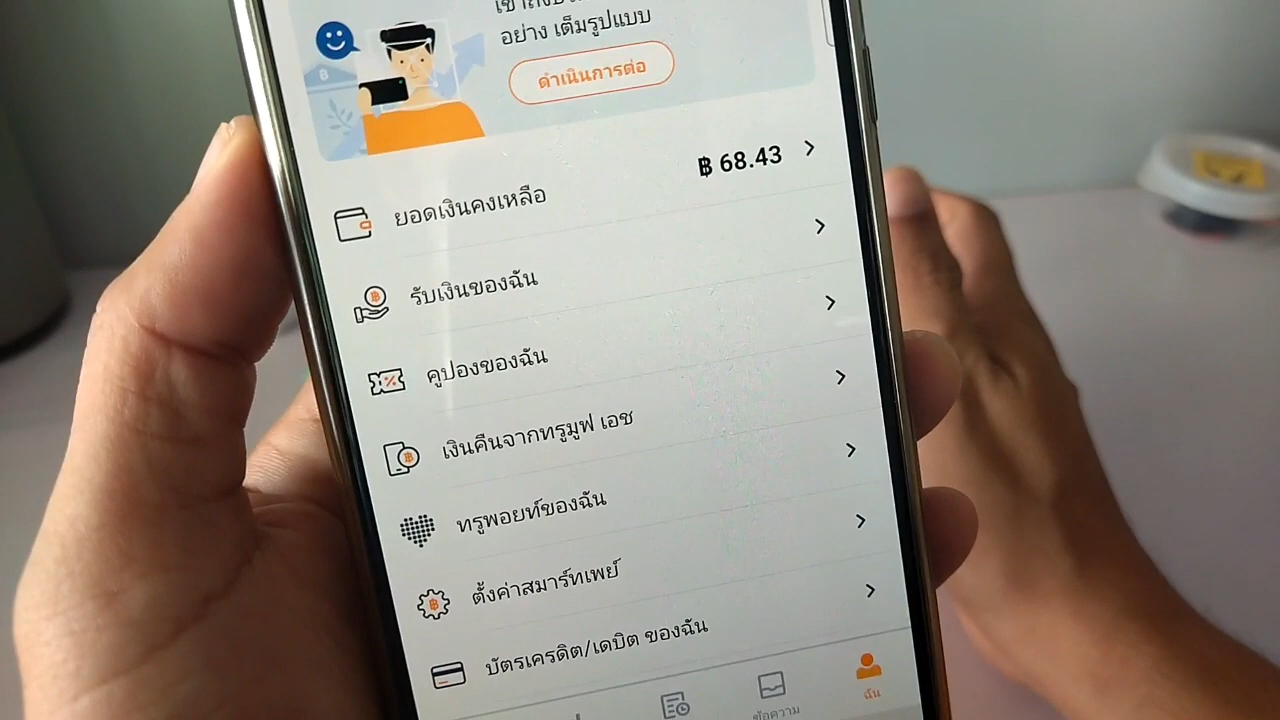 อย่าง เต็มรูปแบบ
ดำเนินการต่อ
ยอดเงินคงเหลือ ฿ 68.43
รับเงินของฉัน
คูปองของฉัน
เงินคืนจากทรูมูฟ เอช
ทรูพอยท์ของฉัน
ตั้งค่าสมาร์ทเพย์
บัตรเครดิต/เดบิต ของฉัน
ข้อความ
ฉัน